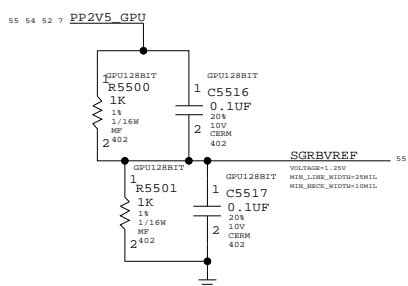 55 54 52 7 PP2V5_GPU
1
GPU128BIT
R5500
1K
1%
1/16W
MF
402
2
GPU128BIT
1
C5516
0.1UF
20%
10V
CERM
402
2
SGRBVREF 55
VOLTAGE=1.25V
MIN_LINE_WIDTH=25MIL
MIN_NECK_WIDTH=10MIL
GPU128BIT
1
R5501
1K
1%
1/16W
MF
402
2
GPU128BIT
1
C5517
0.1UF
20%
10V
CERM
402
2